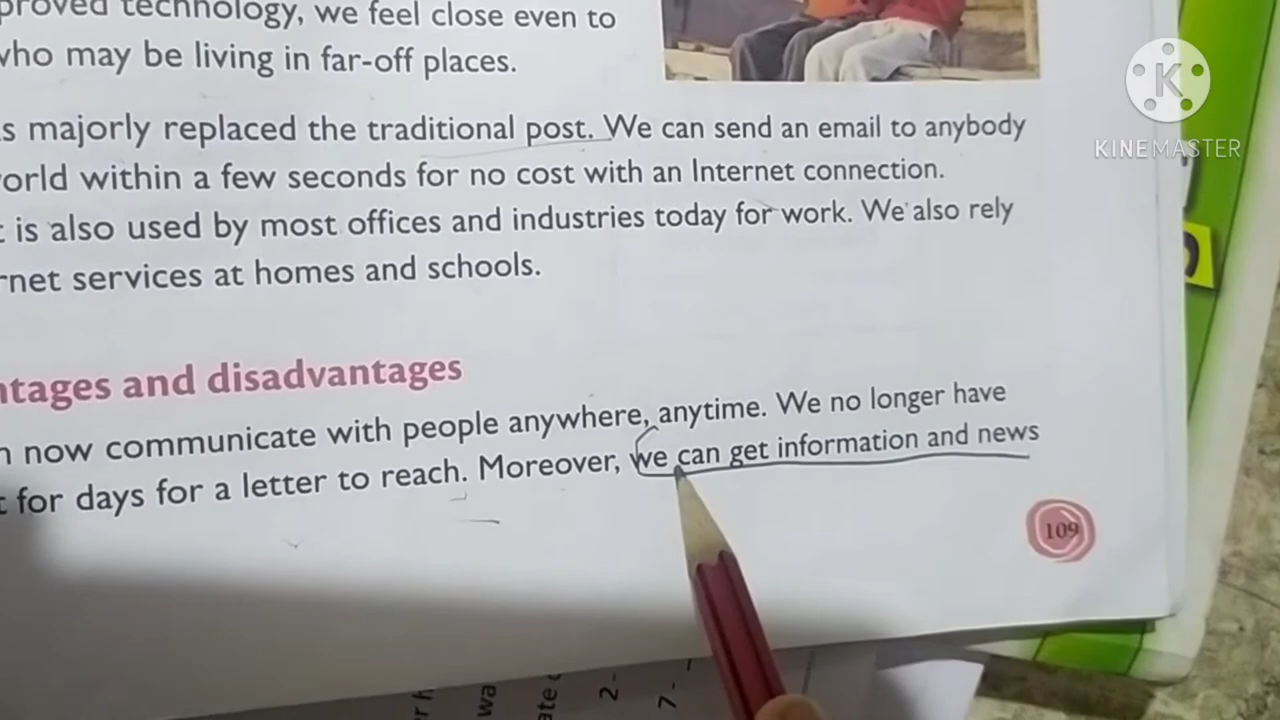 proved technology, we feel close even to
who may be living in far-off places.
s majorly replaced the traditional post. We can send an email to anybody
orld within a few seconds for no cost with an Internet connection.
t is also used by most offices and industries today for work. We also rely
rnet services at homes and schools.
ntages and disadvantages
n now communicate with people anywhere, anytime. We no longer have
t for days for a letter to reach. Moreover, we can get information and news
109
K
KINEMASTER
wa
ate
2-
7-